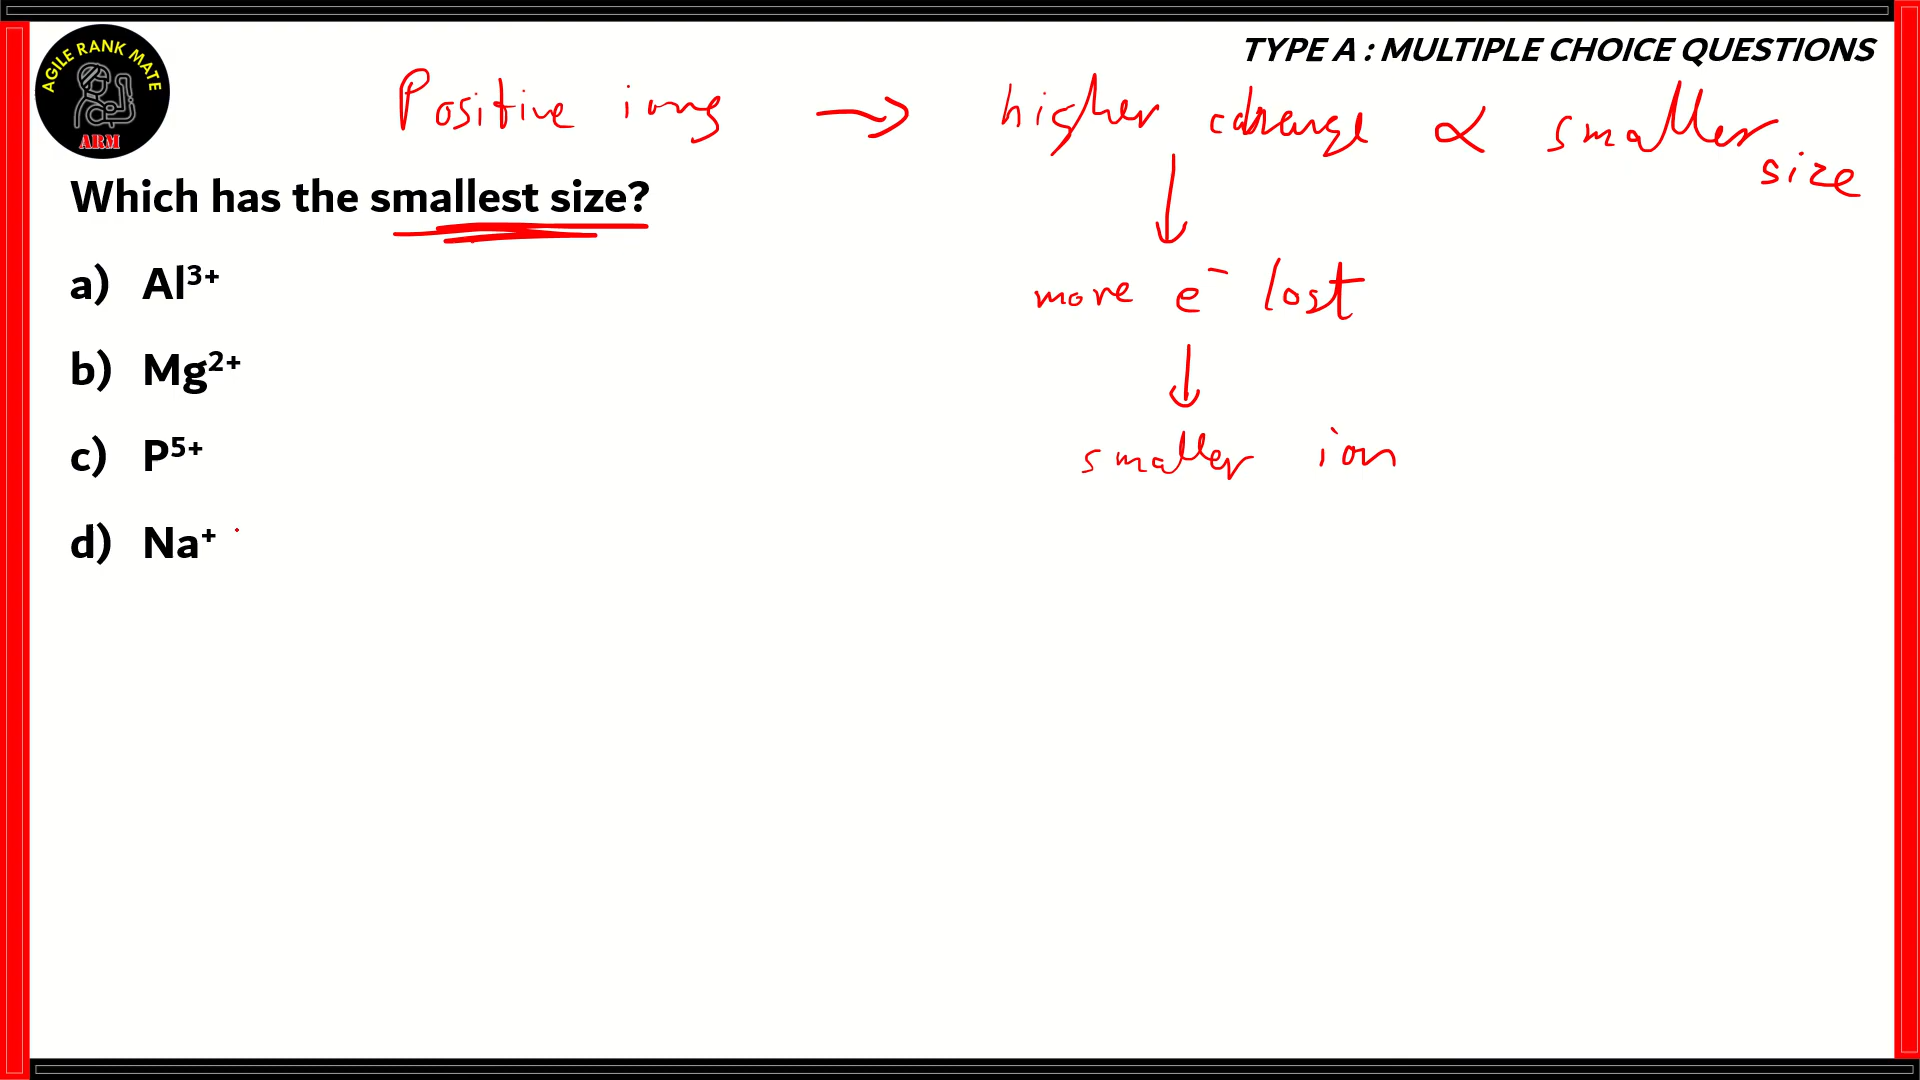 AGILE RANK MATE
ARM
TYPE A : MULTIPLE CHOICE QUESTIONS
Positive ions → higher charge ∝ smaller size
Which has the smallest size?
↓
a) Al³⁺
more e⁻ lost
↓
b) Mg²⁺
c) P⁵⁺
smaller ion
d) Na⁺